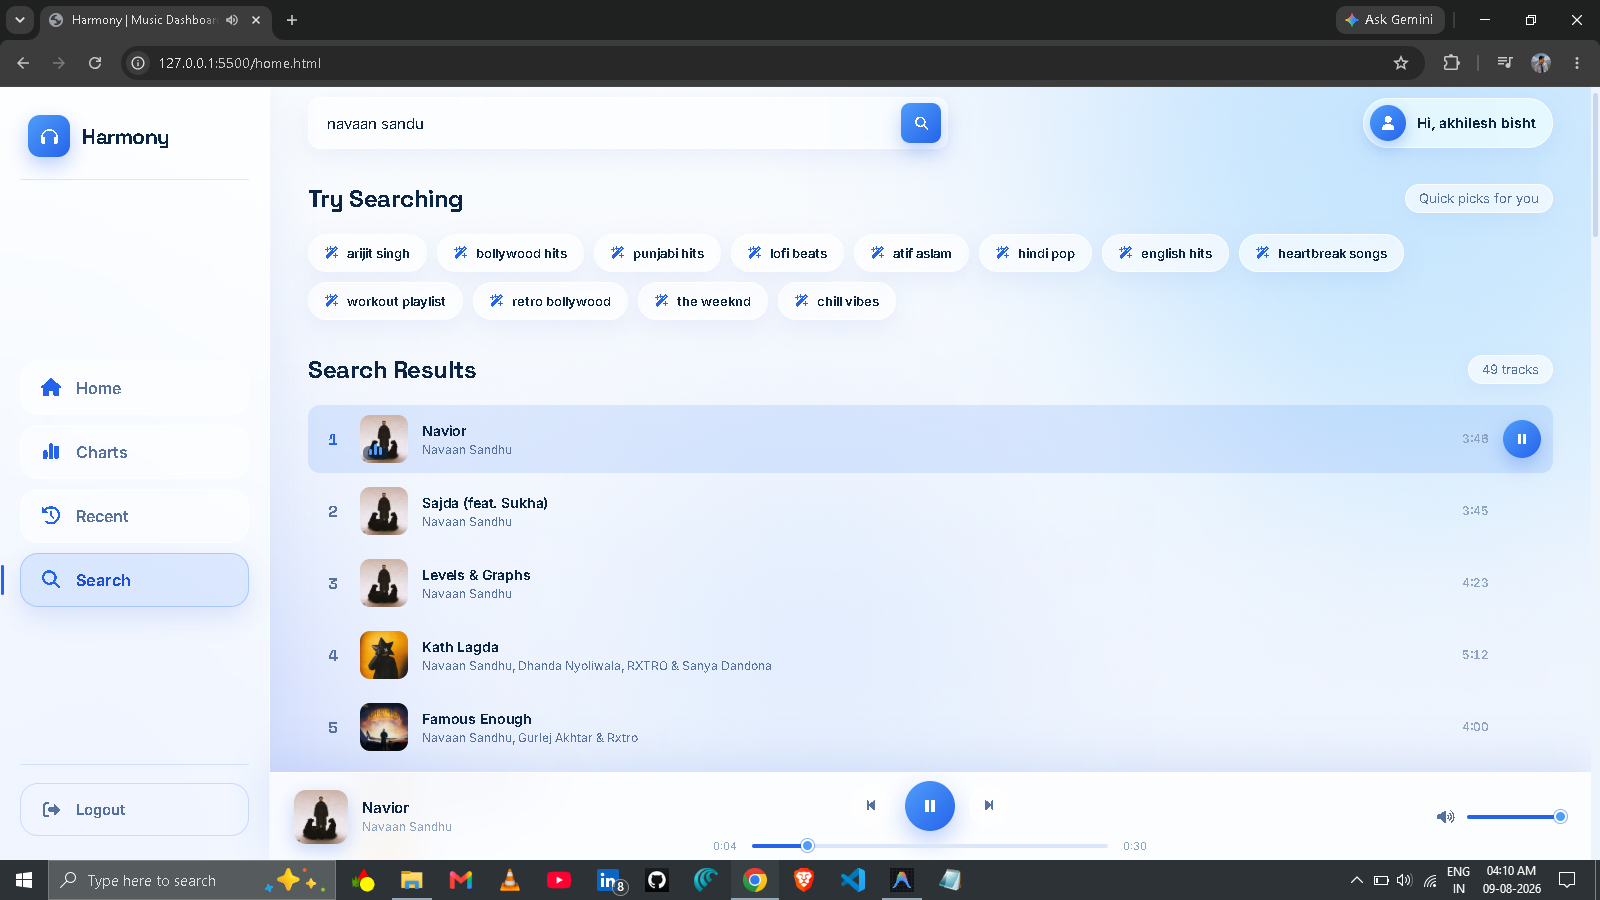 Harmony | Music Dashboar
Ask Gemini
127.0.0.1:5500/home.html
Harmony
navaan sandu
Hi, akhilesh bisht
Try Searching
Quick picks for you
arijit singh
bollywood hits
punjabi hits
lofi beats
atif aslam
hindi pop
english hits
heartbreak songs
workout playlist
retro bollywood
the weeknd
chill vibes
Home
Charts
Recent
Search
Logout
Search Results
49 tracks
1
Navior
Navaan Sandhu
3:46
2
Sajda (feat. Sukha)
Navaan Sandhu
3:45
3
Levels & Graphs
Navaan Sandhu
4:23
4
Kath Lagda
Navaan Sandhu, Dhanda Nyoliwala, RXTRO & Sanya Dandona
5:12
5
Famous Enough
Navaan Sandhu, Gurlej Akhtar & Rxtro
4:00
Navior
Navaan Sandhu
0:04
0:30
Type here to search
8
ENG
IN
04:10 AM
09-08-2026